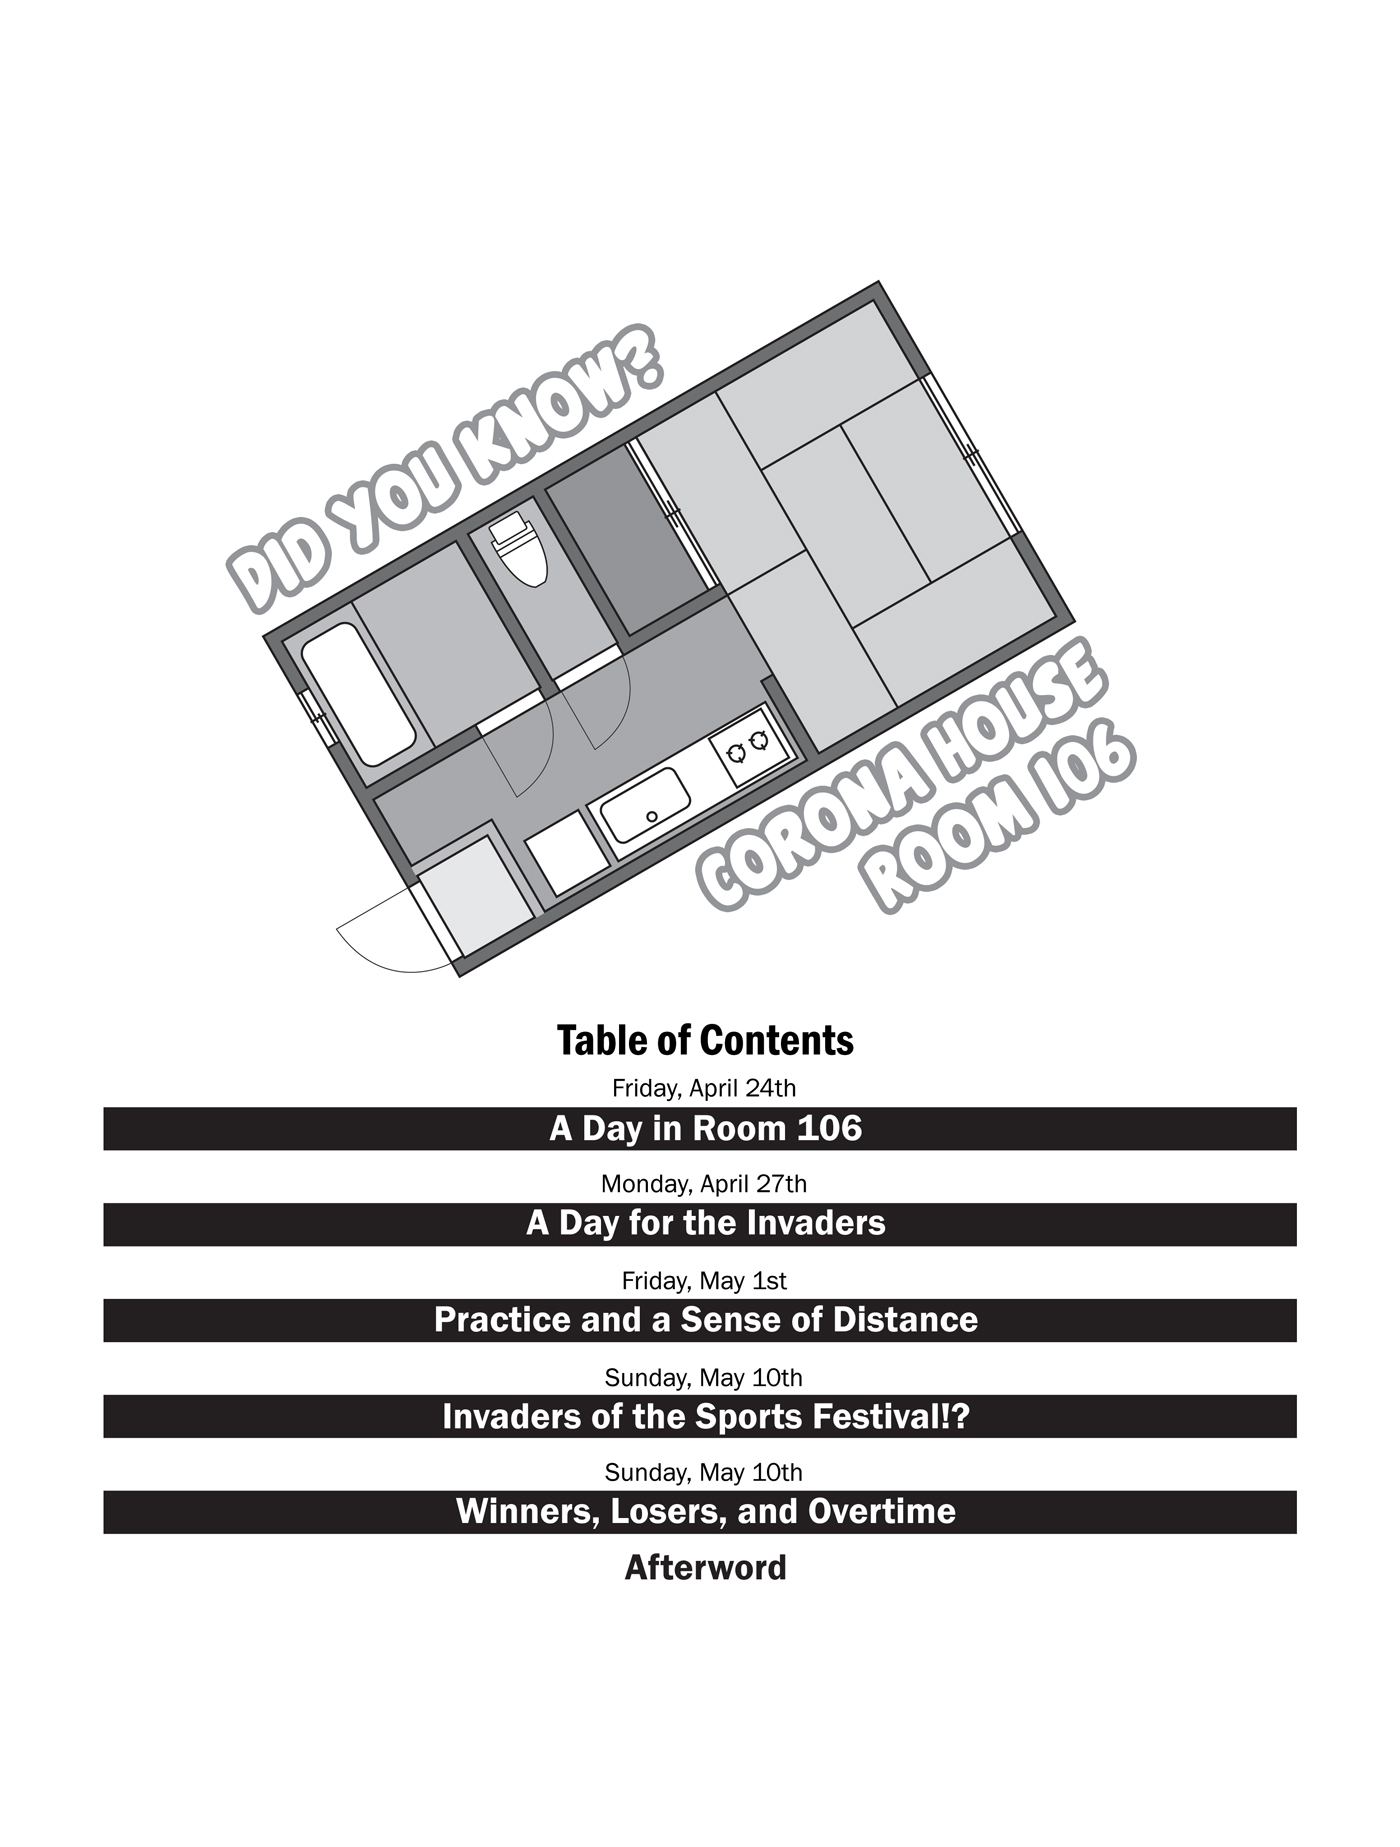 DID YOU KNOW?
CORONA HOUSE
ROOM 106
Table of Contents
Friday, April 24th
A Day in Room 106
Monday, April 27th
A Day for the Invaders
Friday, May 1st
Practice and a Sense of Distance
Sunday, May 10th
Invaders of the Sports Festival!?
Sunday, May 10th
Winners, Losers, and Overtime
Afterword